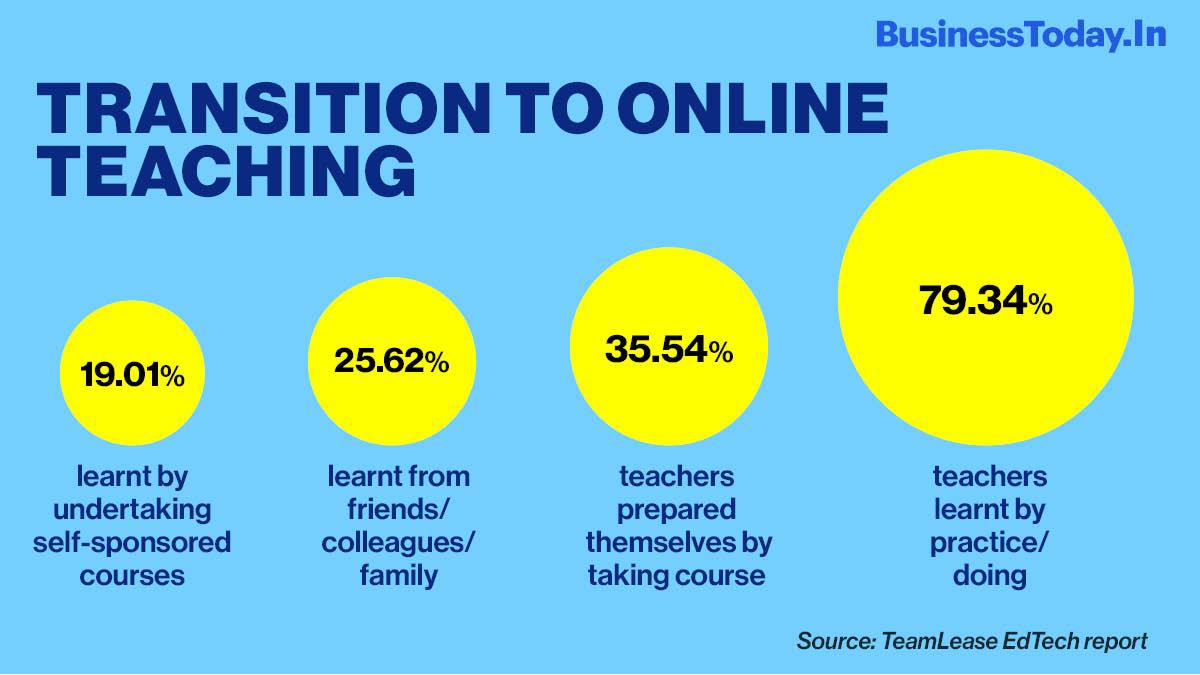 BusinessToday.In
TRANSITION TO ONLINE
TEACHING
19.01%
learnt by
undertaking
self-sponsored
courses
25.62%
learnt from
friends/
colleagues/
family
35.54%
teachers
prepared
themselves by
taking course
79.34%
teachers
learnt by
practice/
doing
Source: TeamLease EdTech report